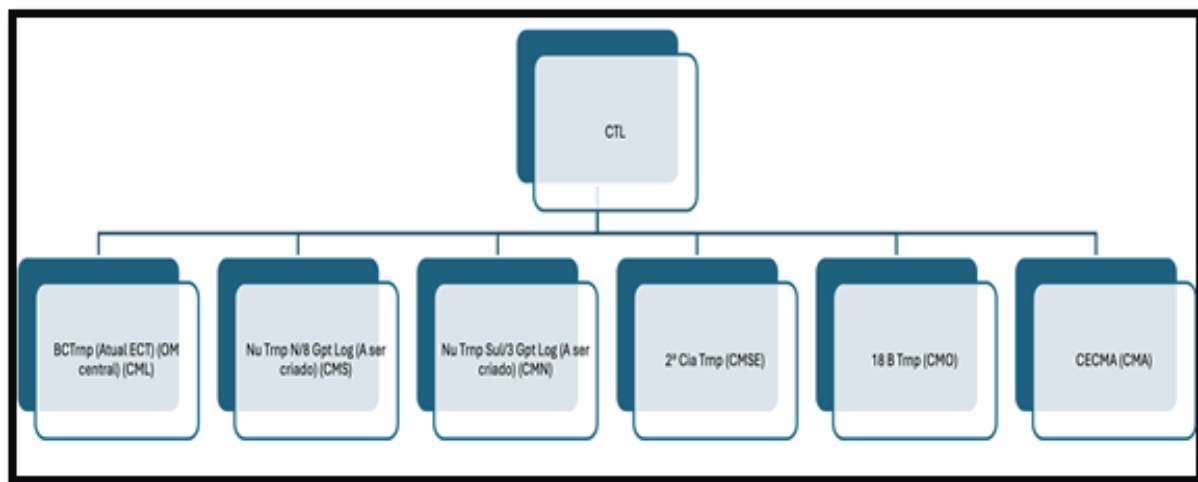 CTL
BCTrnp (Atual ECT) (OM
central) (CML)
Nu Trnp N/8 Gpt Log (A ser
criado) (CMS)
Nu Trnp Sul/3 Gpt Log (A ser
criado) (CMN)
2ª Cia Trnp (CMSE)
18 B Trnp (CMO)
CECMA (CMA)